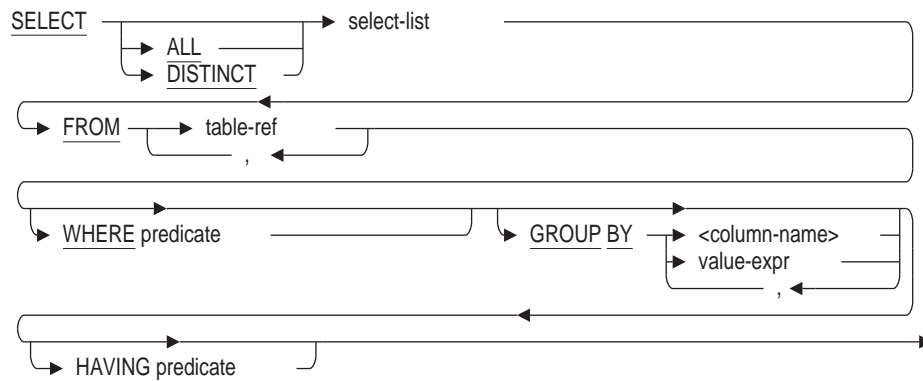 SELECT select-list
ALL
DISTINCT
FROM table-ref
,
WHERE predicate GROUP BY <column-name>
value-expr
,
HAVING predicate